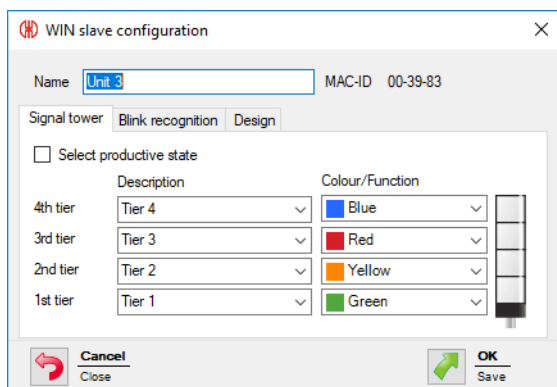 WIN slave configuration
Name Unit 3 MAC-ID 00-39-83
Signal tower Blink recognition Design
Select productive state
Description Colour/Function
4th tier Tier 4 Blue
3rd tier Tier 3 Red
2nd tier Tier 2 Yellow
1st tier Tier 1 Green
Cancel OK
Close Save